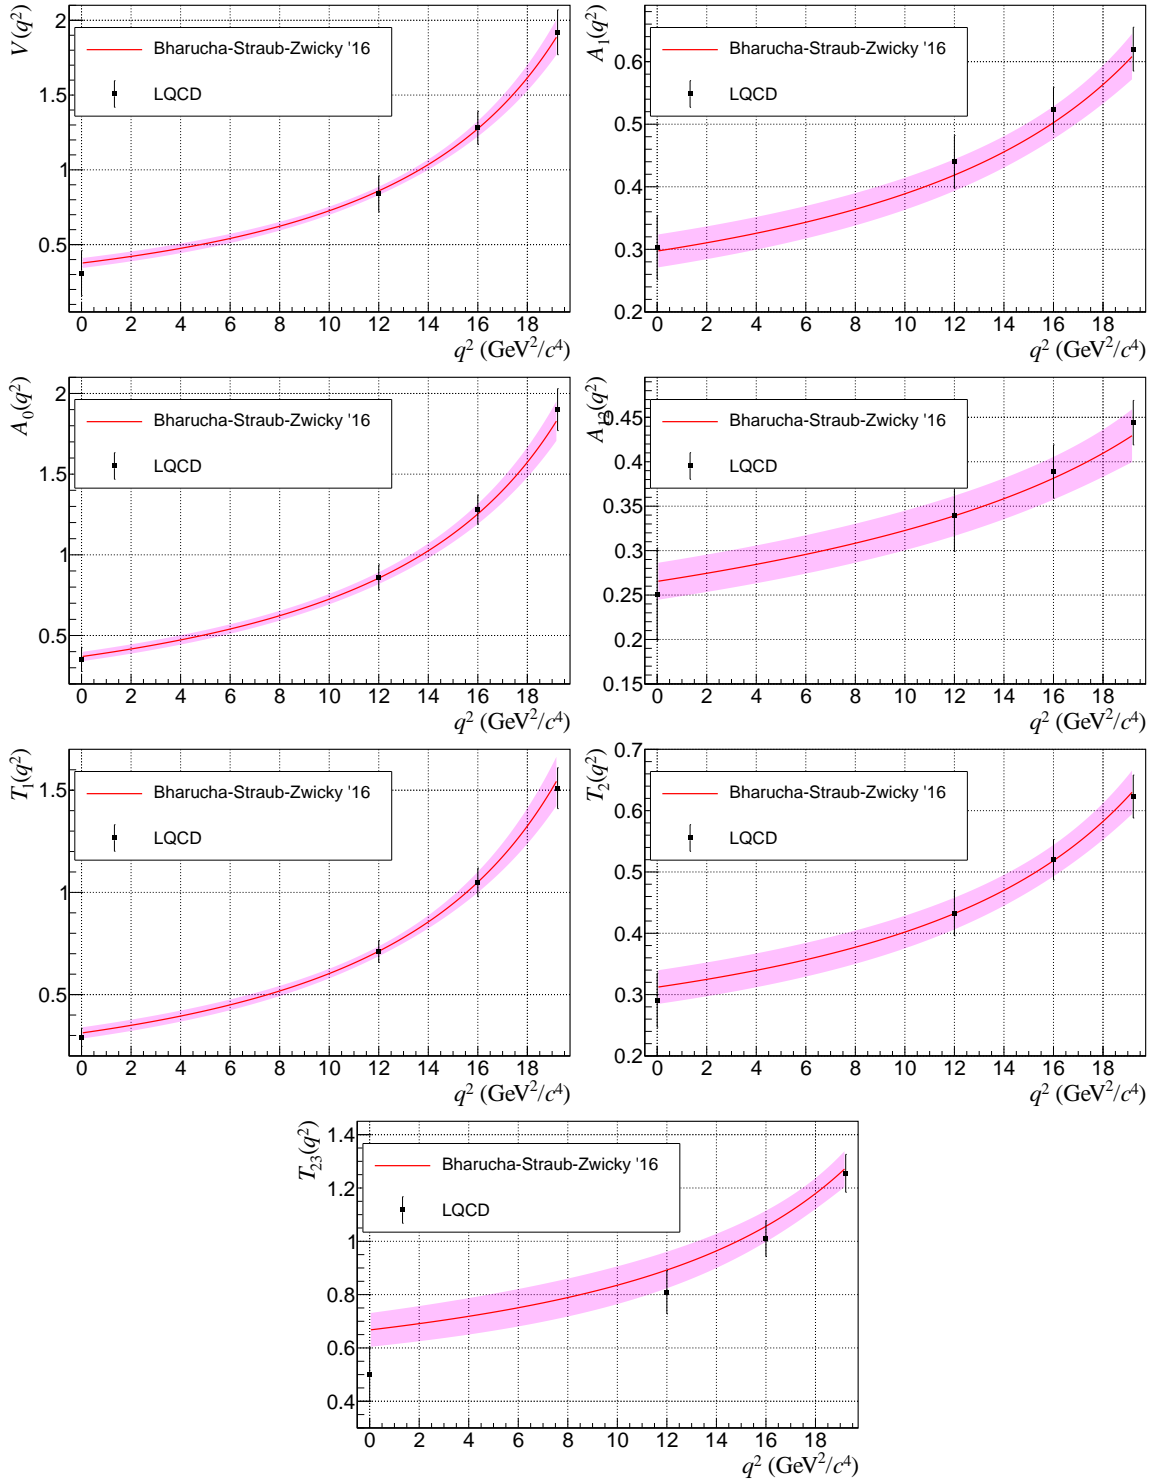 V(q²)
2
1.5
1
0.5
Bharucha-Straub-Zwicky '16
LQCD
0 2 4 6 8 10 12 14 16 18
q² (GeV²/c⁴)
A₁(q²)
0.6
0.5
0.4
0.3
0.2
Bharucha-Straub-Zwicky '16
LQCD
0 2 4 6 8 10 12 14 16 18
q² (GeV²/c⁴)
A₀(q²)
2
1.5
1
0.5
Bharucha-Straub-Zwicky '16
LQCD
0 2 4 6 8 10 12 14 16 18
q² (GeV²/c⁴)
A₁₂(q²)
0.45
0.4
0.35
0.3
0.25
0.2
0.15
Bharucha-Straub-Zwicky '16
LQCD
0 2 4 6 8 10 12 14 16 18
q² (GeV²/c⁴)
T₁(q²)
1.5
1
0.5
Bharucha-Straub-Zwicky '16
LQCD
0 2 4 6 8 10 12 14 16 18
q² (GeV²/c⁴)
T₂(q²)
0.7
0.6
0.5
0.4
0.3
0.2
Bharucha-Straub-Zwicky '16
LQCD
0 2 4 6 8 10 12 14 16 18
q² (GeV²/c⁴)
T₂₃(q²)
1.4
1.2
1
0.8
0.6
0.4
Bharucha-Straub-Zwicky '16
LQCD
0 2 4 6 8 10 12 14 16 18
q² (GeV²/c⁴)